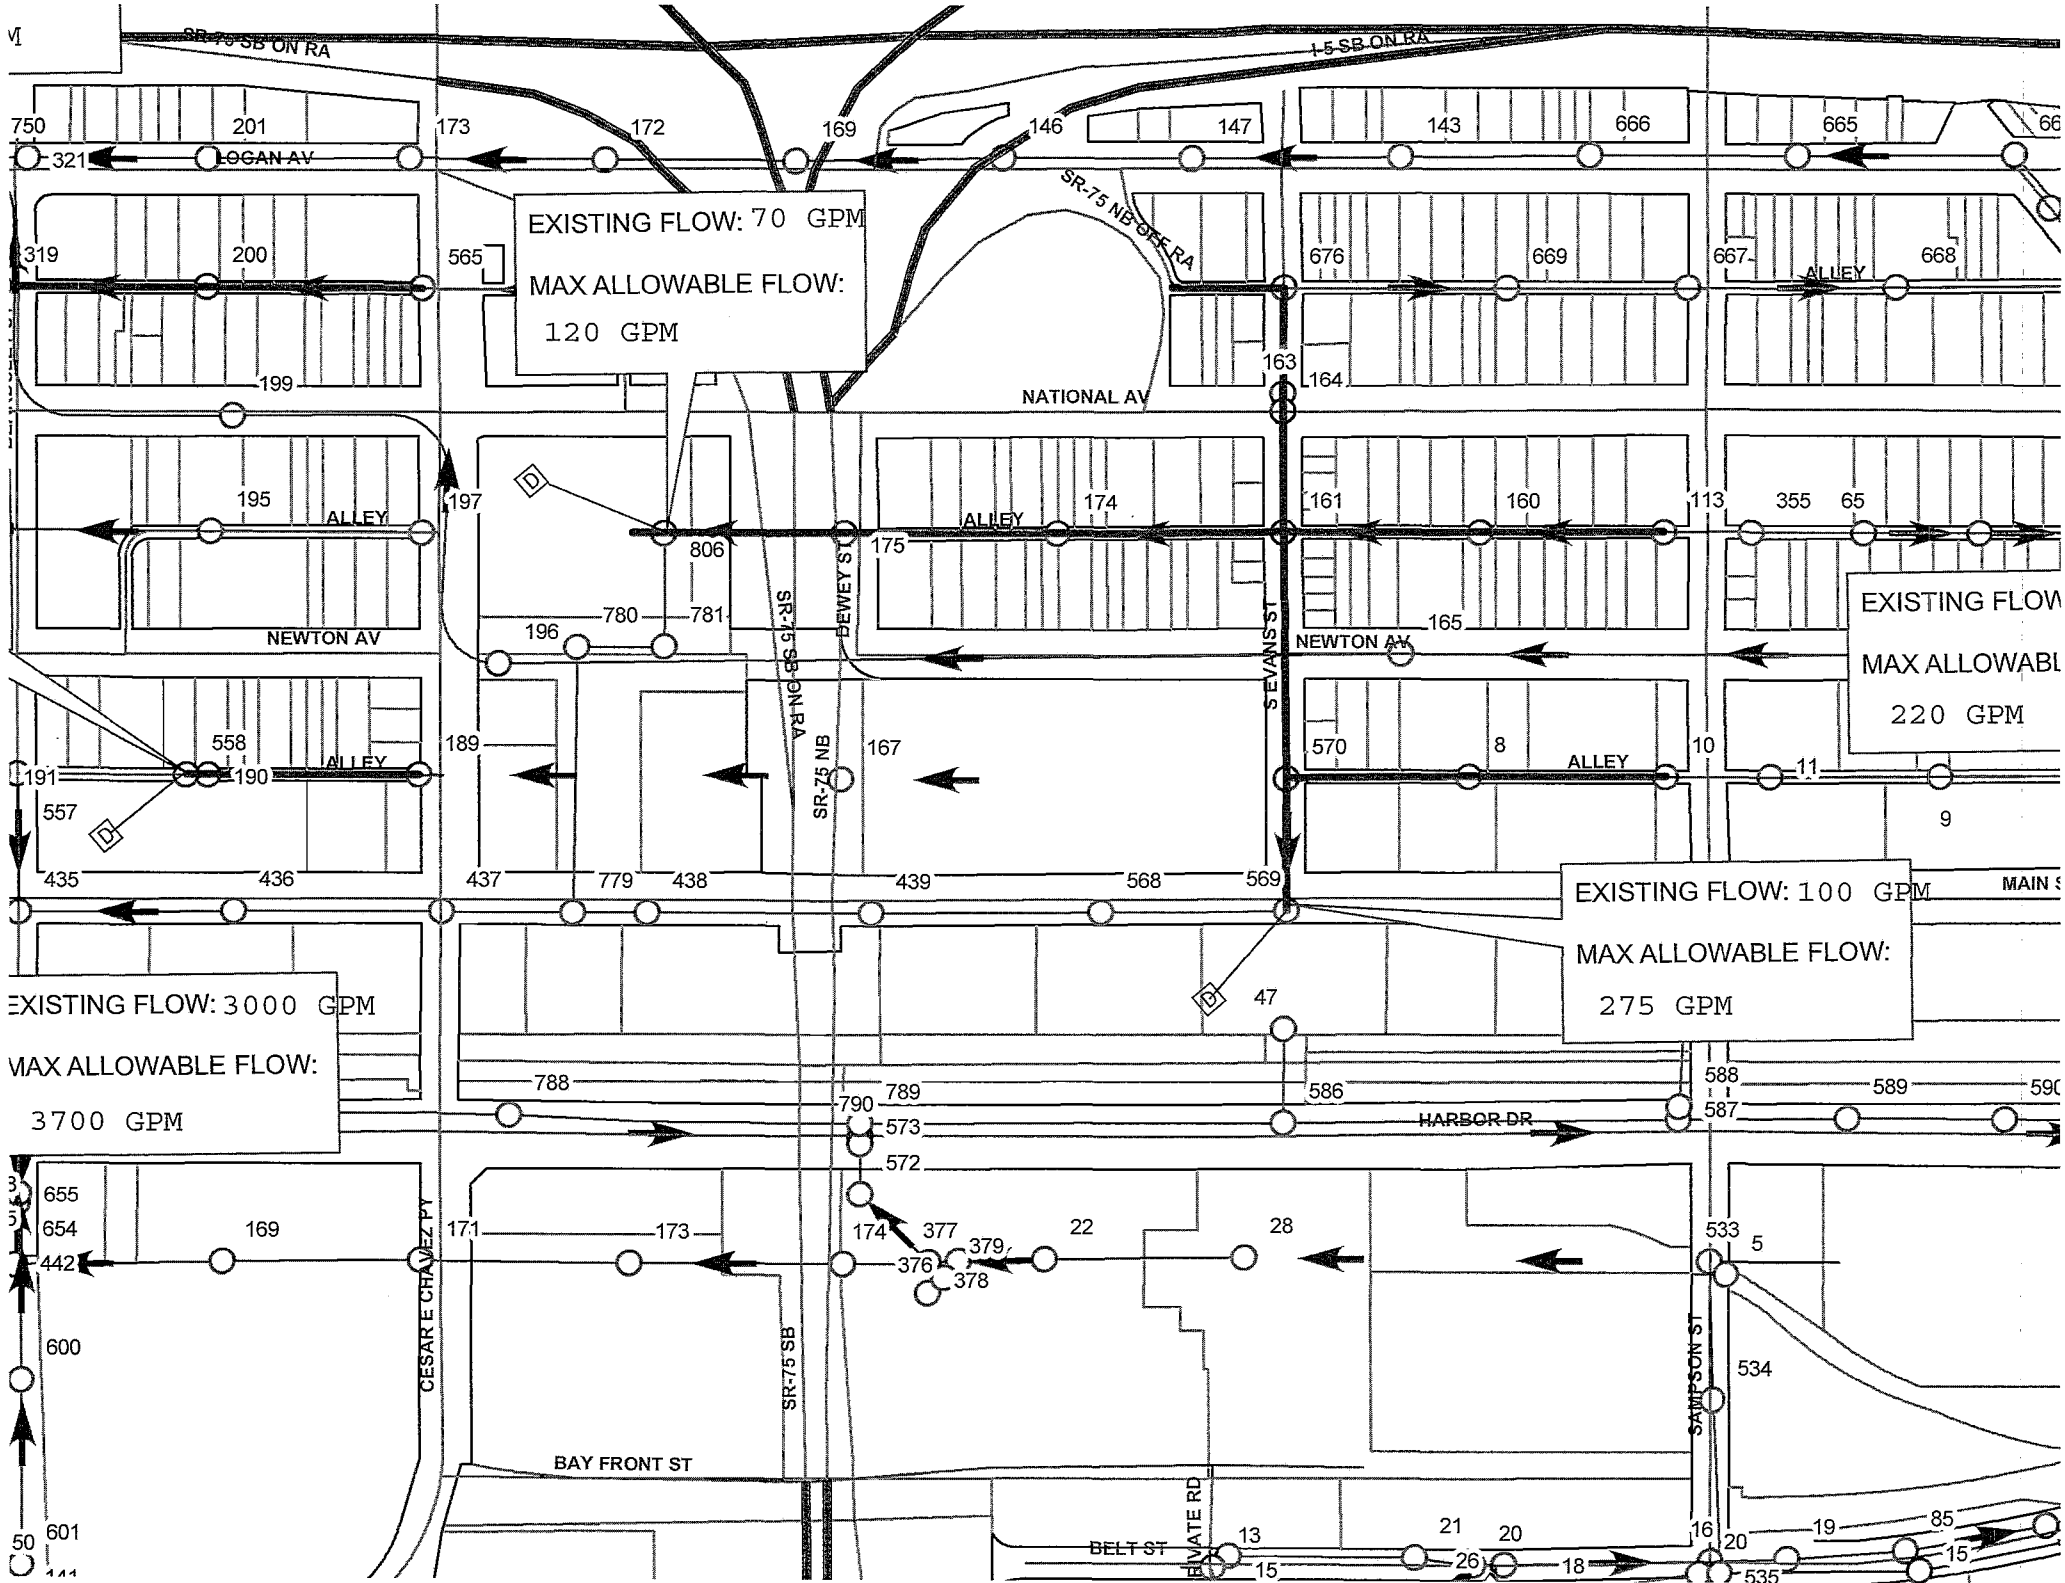 M
SR-75 SB ON RA
I-5 SB ON RA
750
201
173
172
169
146
147
143
666
665
321
LOGAN AV
SR-75 NB OFF RA
EXISTING FLOW: 70 GPM
MAX ALLOWABLE FLOW:
120 GPM
319
200
565
676
669
667
668
ALLEY
163
164
199
NATIONAL AV
195
ALLEY
197
806
175
ALLEY
174
161
160
113
355
65
DEWEY ST
S EVANS ST
SR-75 SB ON RA
SR-75 NB
EXISTING FLOW
MAX ALLOWABL
220 GPM
NEWTON AV
196
780
781
NEWTON AV
165
558
189
167
570
8
10
11
ALLEY
191
190
ALLEY
557
9
435
436
437
779
438
439
568
569
MAIN S
EXISTING FLOW: 100 GPM
MAX ALLOWABLE FLOW:
275 GPM
D
D
D
47
EXISTING FLOW: 3000 GPM
MAX ALLOWABLE FLOW:
3700 GPM
788
789
790
573
572
586
588
587
589
590
HARBOR DR
655
654
442
169
171
173
174
377
379
376
378
22
28
533
5
CESAR E CHAVEZ PY
SR-75 SB
SAMPSON ST
600
534
BAY FRONT ST
601
50
141
BELT ST
13
15
21
20
26
18
16
20
19
85
15
535